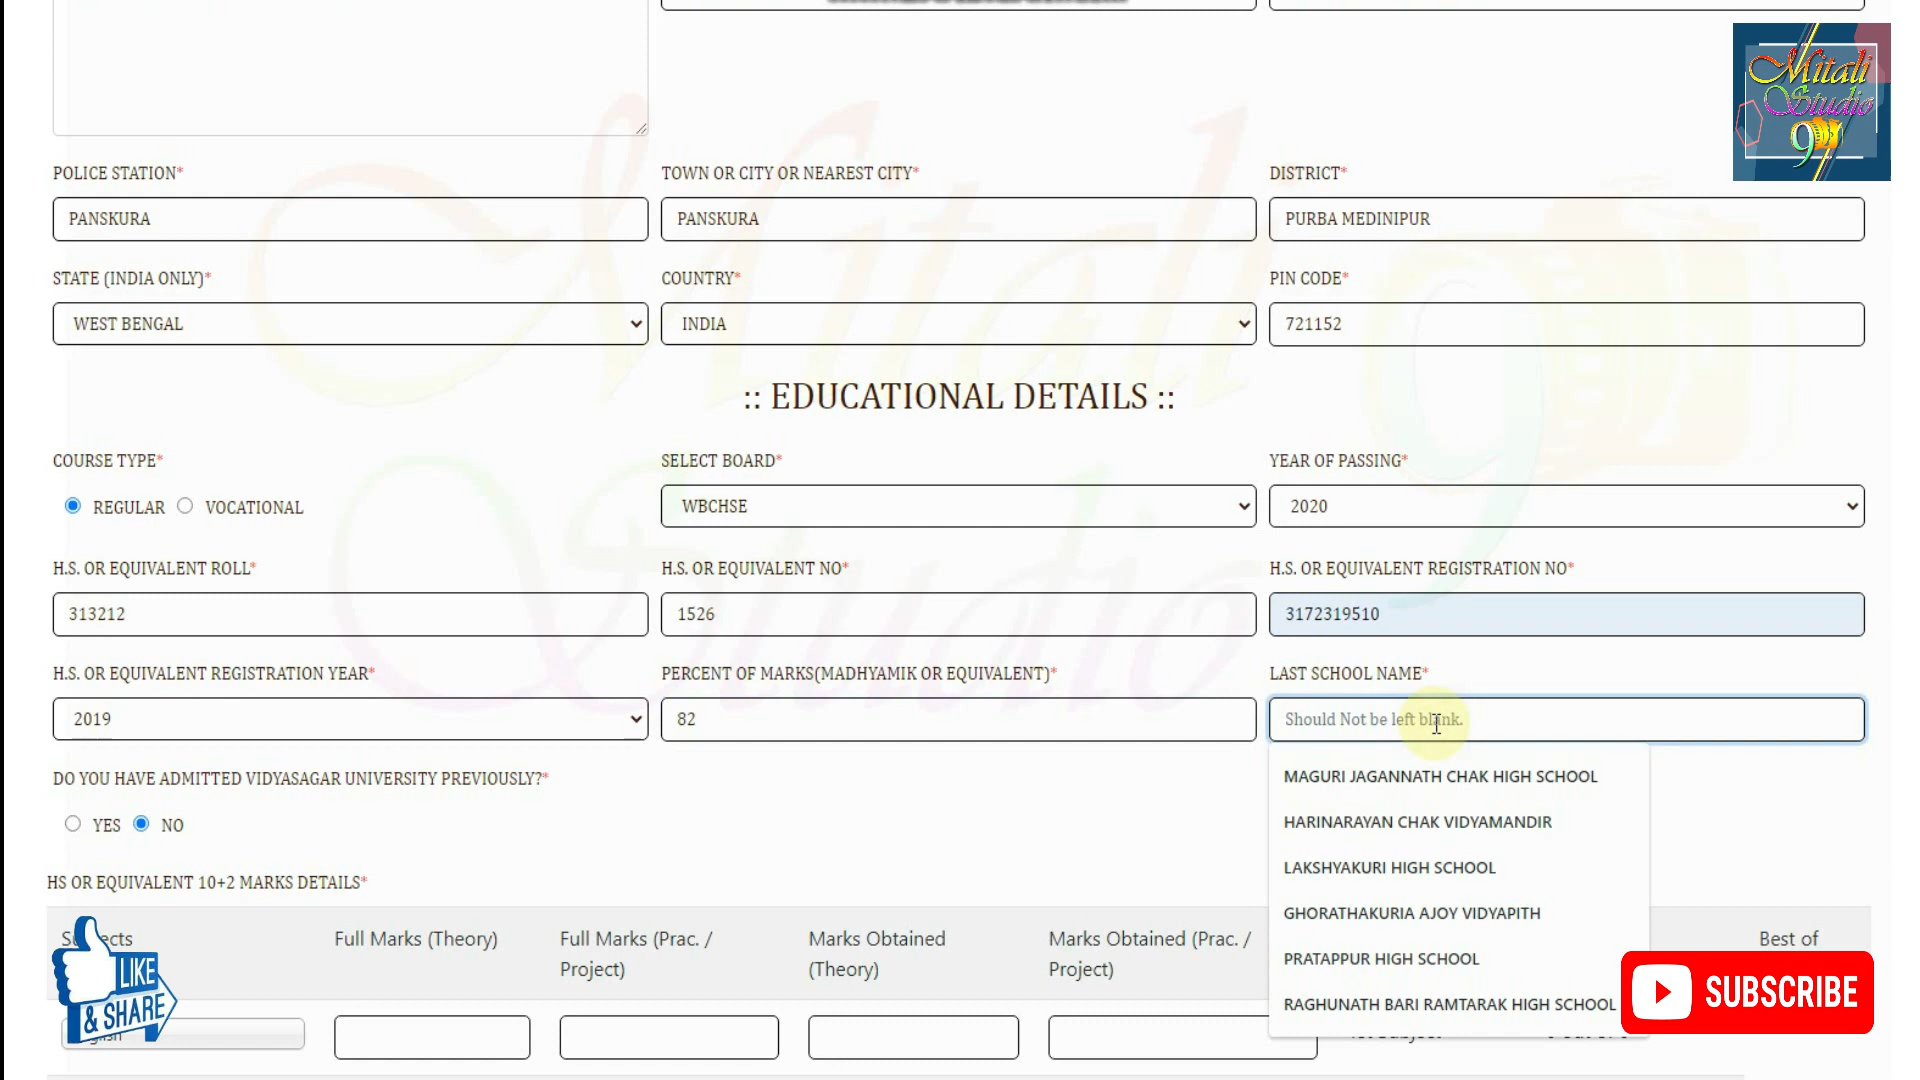 Mitali
Studio
9
POLICE STATION*
TOWN OR CITY OR NEAREST CITY*
DISTRICT*
PANSKURA
PANSKURA
PURBA MEDINIPUR
STATE (INDIA ONLY)*
COUNTRY*
PIN CODE*
WEST BENGAL
INDIA
721152
:: EDUCATIONAL DETAILS ::
COURSE TYPE*
SELECT BOARD*
YEAR OF PASSING*
REGULAR
VOCATIONAL
WBCHSE
2020
H.S. OR EQUIVALENT ROLL*
H.S. OR EQUIVALENT NO*
H.S. OR EQUIVALENT REGISTRATION NO*
313212
1526
3172319510
H.S. OR EQUIVALENT REGISTRATION YEAR*
PERCENT OF MARKS(MADHYAMIK OR EQUIVALENT)*
LAST SCHOOL NAME*
2019
82
Should Not be left blank.
MAGURI JAGANNATH CHAK HIGH SCHOOL
HARINARAYAN CHAK VIDYAMANDIR
LAKSHYAKURI HIGH SCHOOL
GHORATHAKURIA AJOY VIDYAPITH
PRATAPPUR HIGH SCHOOL
RAGHUNATH BARI RAMTARAK HIGH SCHOOL
DO YOU HAVE ADMITTED VIDYASAGAR UNIVERSITY PREVIOUSLY?*
YES
NO
HS OR EQUIVALENT 10+2 MARKS DETAILS*
Full Marks (Theory)
Full Marks (Prac. /
Project)
Marks Obtained
(Theory)
Marks Obtained (Prac. /
Project)
Best of
LIKE
& SHARE
SUBSCRIBE
Mitali
Studio
9